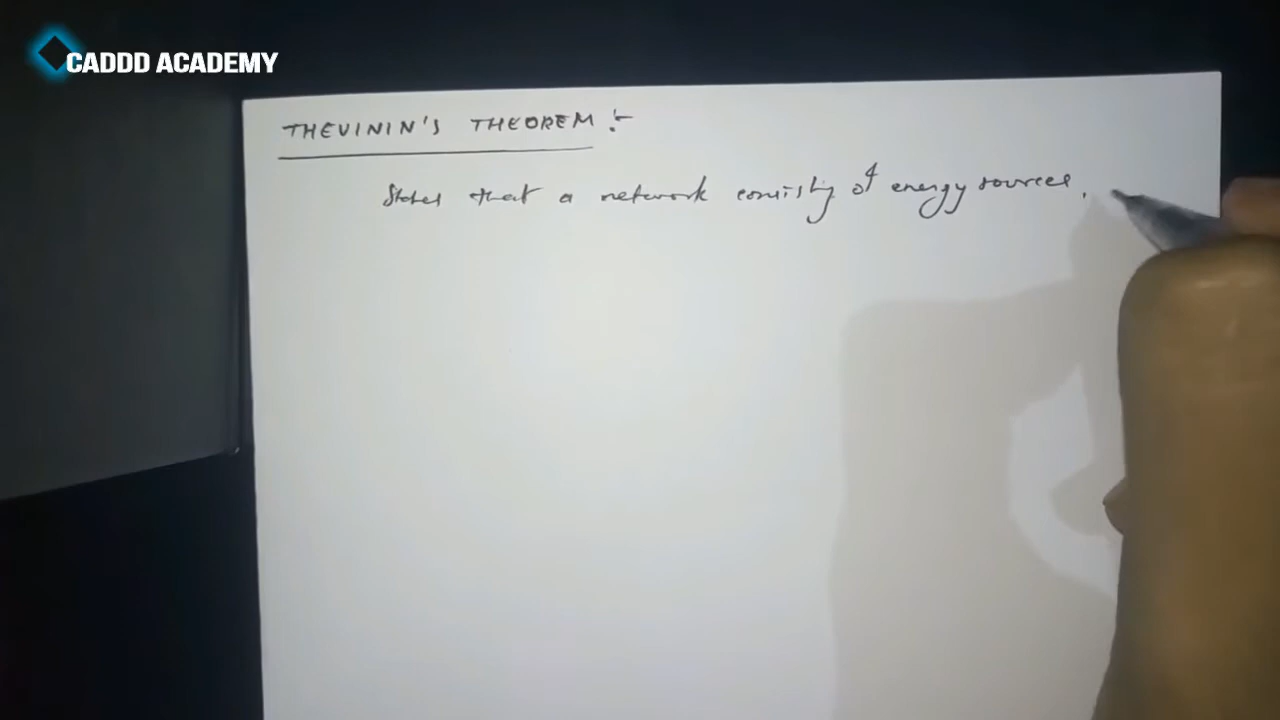 CADDD ACADEMY
THEVININ'S THEOREM :-
States that a network consisting of energy sources,